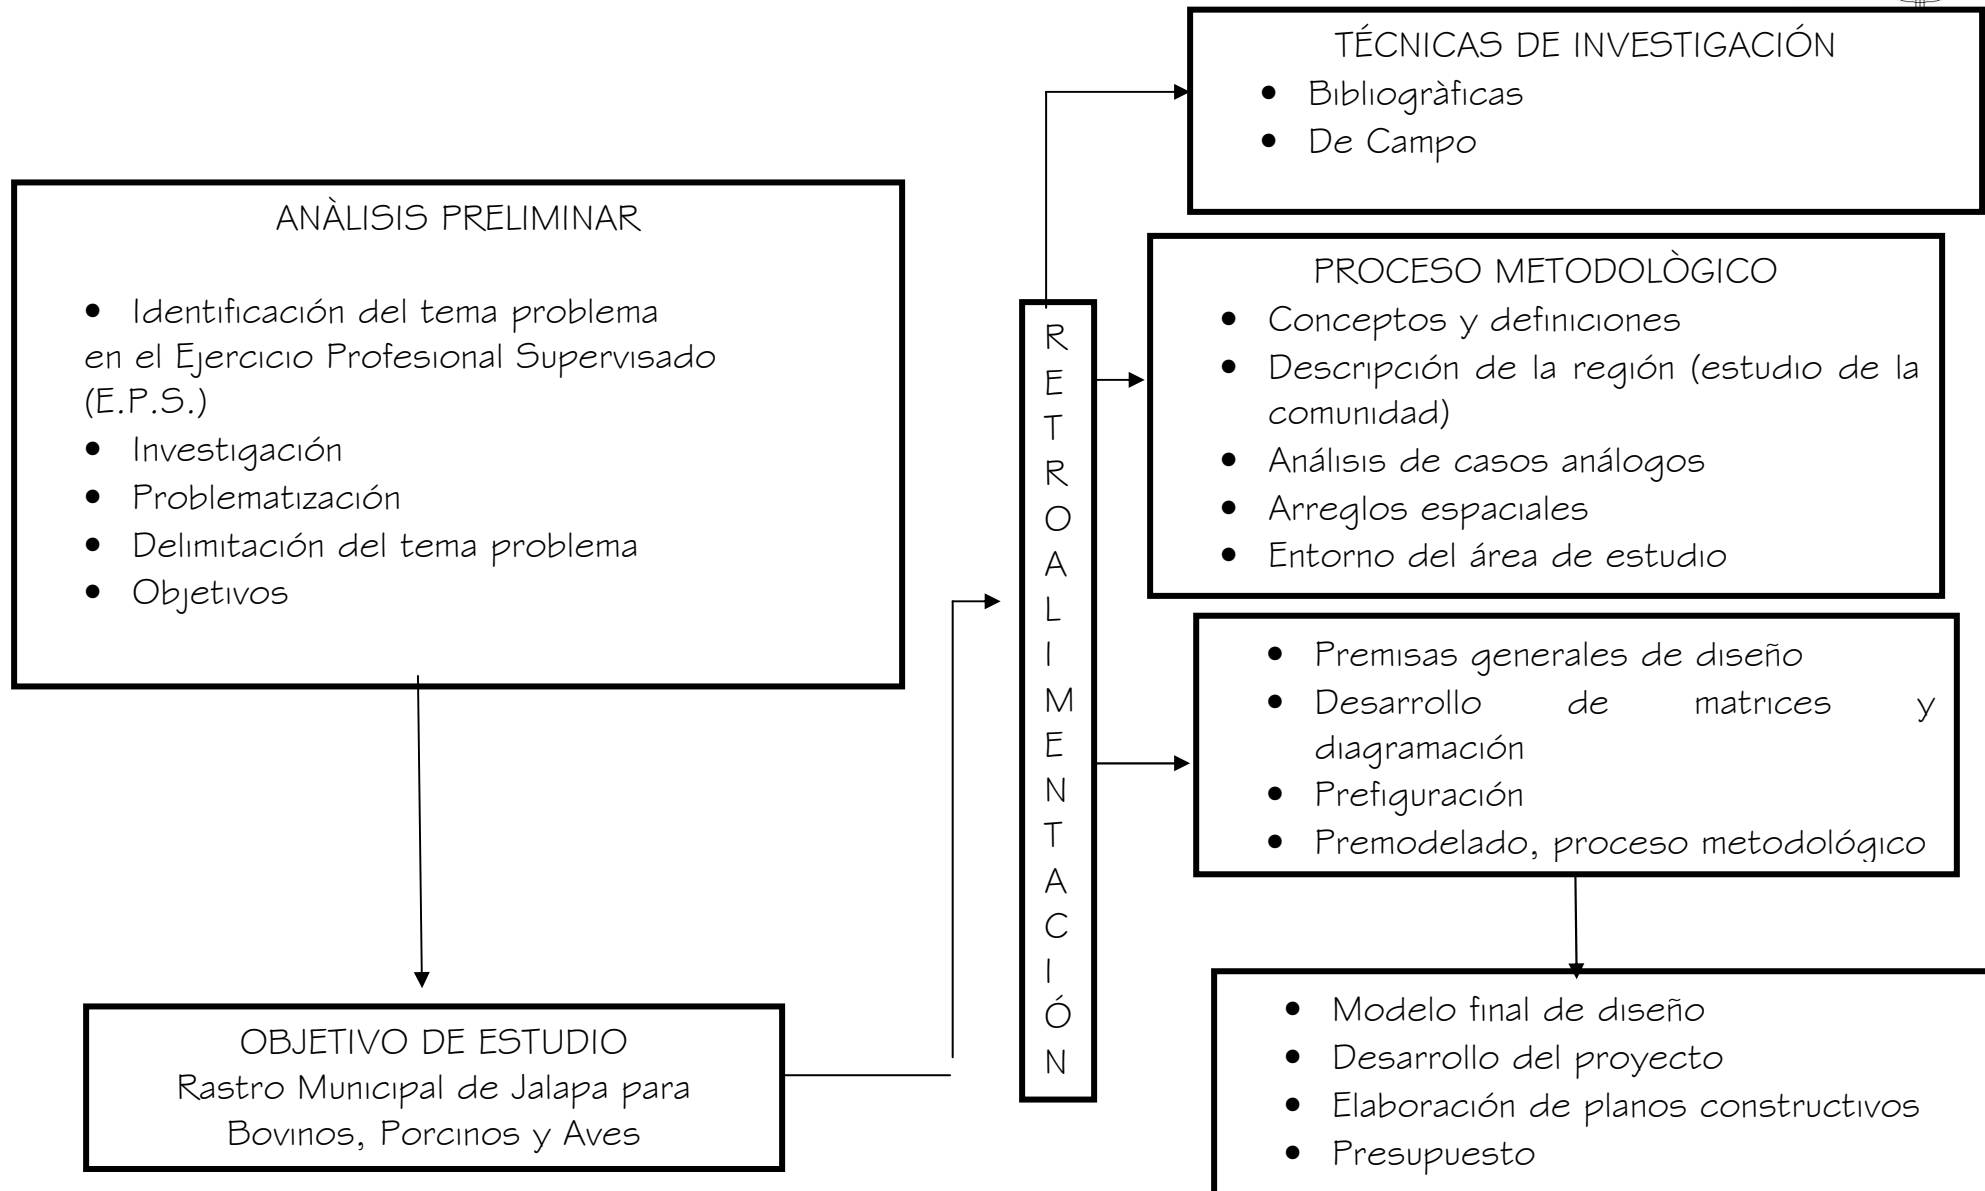 ANÀLISIS PRELIMINAR
• Identificación del tema problema
en el Ejercicio Profesional Supervisado
(E.P.S.)
• Investigación
• Problematización
• Delimitación del tema problema
• Objetivos
OBJETIVO DE ESTUDIO
Rastro Municipal de Jalapa para
Bovinos, Porcinos y Aves
R
E
T
R
O
A
L
I
M
E
N
T
A
C
I
Ó
N
TÉCNICAS DE INVESTIGACIÓN
• Bibliogràficas
• De Campo
PROCESO METODOLÒGICO
• Conceptos y definiciones
• Descripción de la región (estudio de la
comunidad)
• Análisis de casos análogos
• Arreglos espaciales
• Entorno del área de estudio
• Premisas generales de diseño
• Desarrollo de matrices y
diagramación
• Prefiguración
• Premodelado, proceso metodológico
• Modelo final de diseño
• Desarrollo del proyecto
• Elaboración de planos constructivos
• Presupuesto